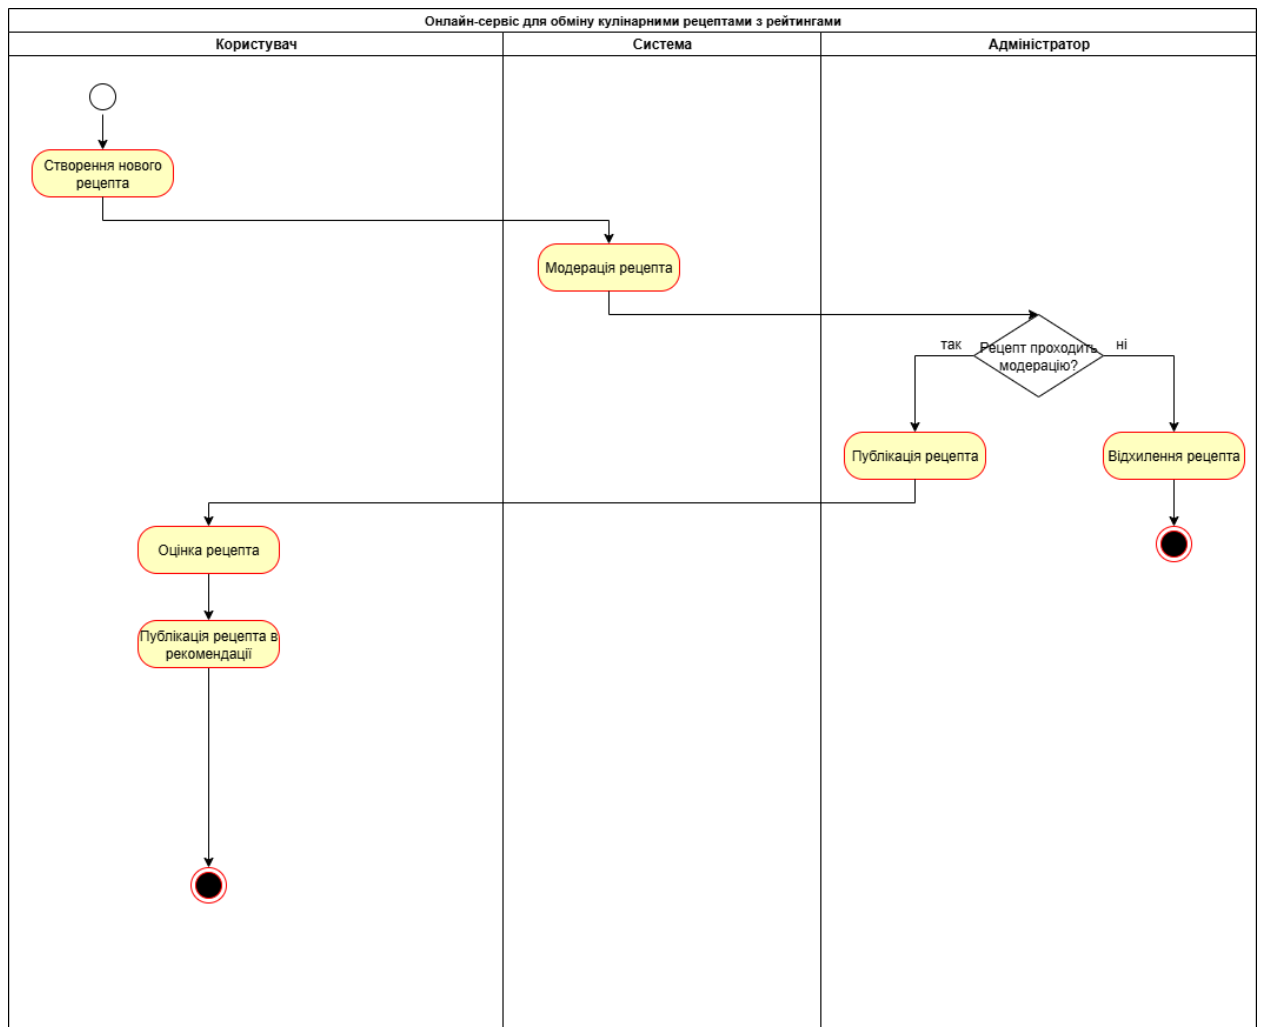 Онлайн-сервіс для обміну кулінарними рецептами з рейтингами
Користувач
Система
Адміністратор
Створення нового
рецепта
Модерація рецепта
так
Рецепт проходить
модерацію?
ні
Публікація рецепта
Відхилення рецепта
Оцінка рецепта
Публікація рецепта в
рекомендації